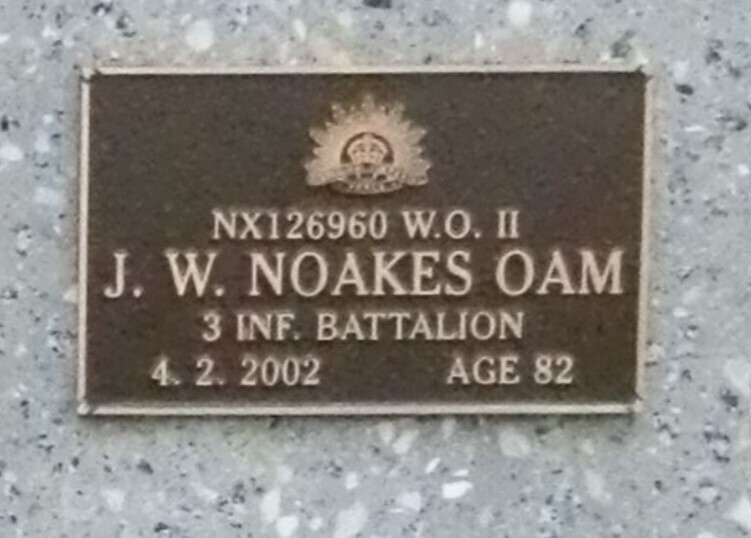 NX126960 W.O. II
J. W. NOAKES OAM
3 INF. BATTALION
4. 2. 2002 AGE 82